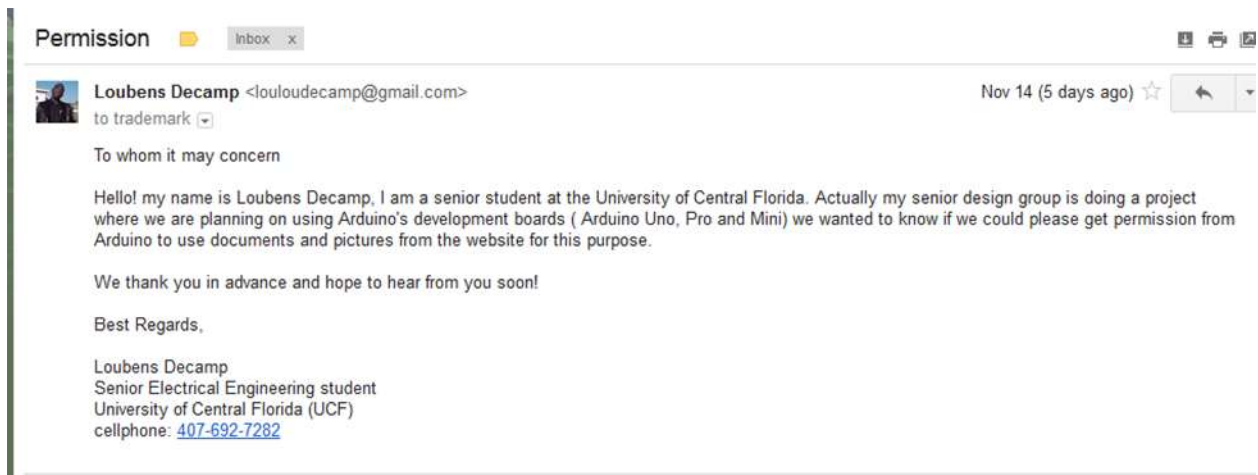 Permission Inbox x
Loubens Decamp <louloudecamp@gmail.com> Nov 14 (5 days ago)
to trademark
To whom it may concern
Hello! my name is Loubens Decamp, I am a senior student at the University of Central Florida. Actually my senior design group is doing a project
where we are planning on using Arduino's development boards ( Arduino Uno, Pro and Mini) we wanted to know if we could please get permission from
Arduino to use documents and pictures from the website for this purpose.
We thank you in advance and hope to hear from you soon!
Best Regards,
Loubens Decamp
Senior Electrical Engineering student
University of Central Florida (UCF)
cellphone: 407-692-7282